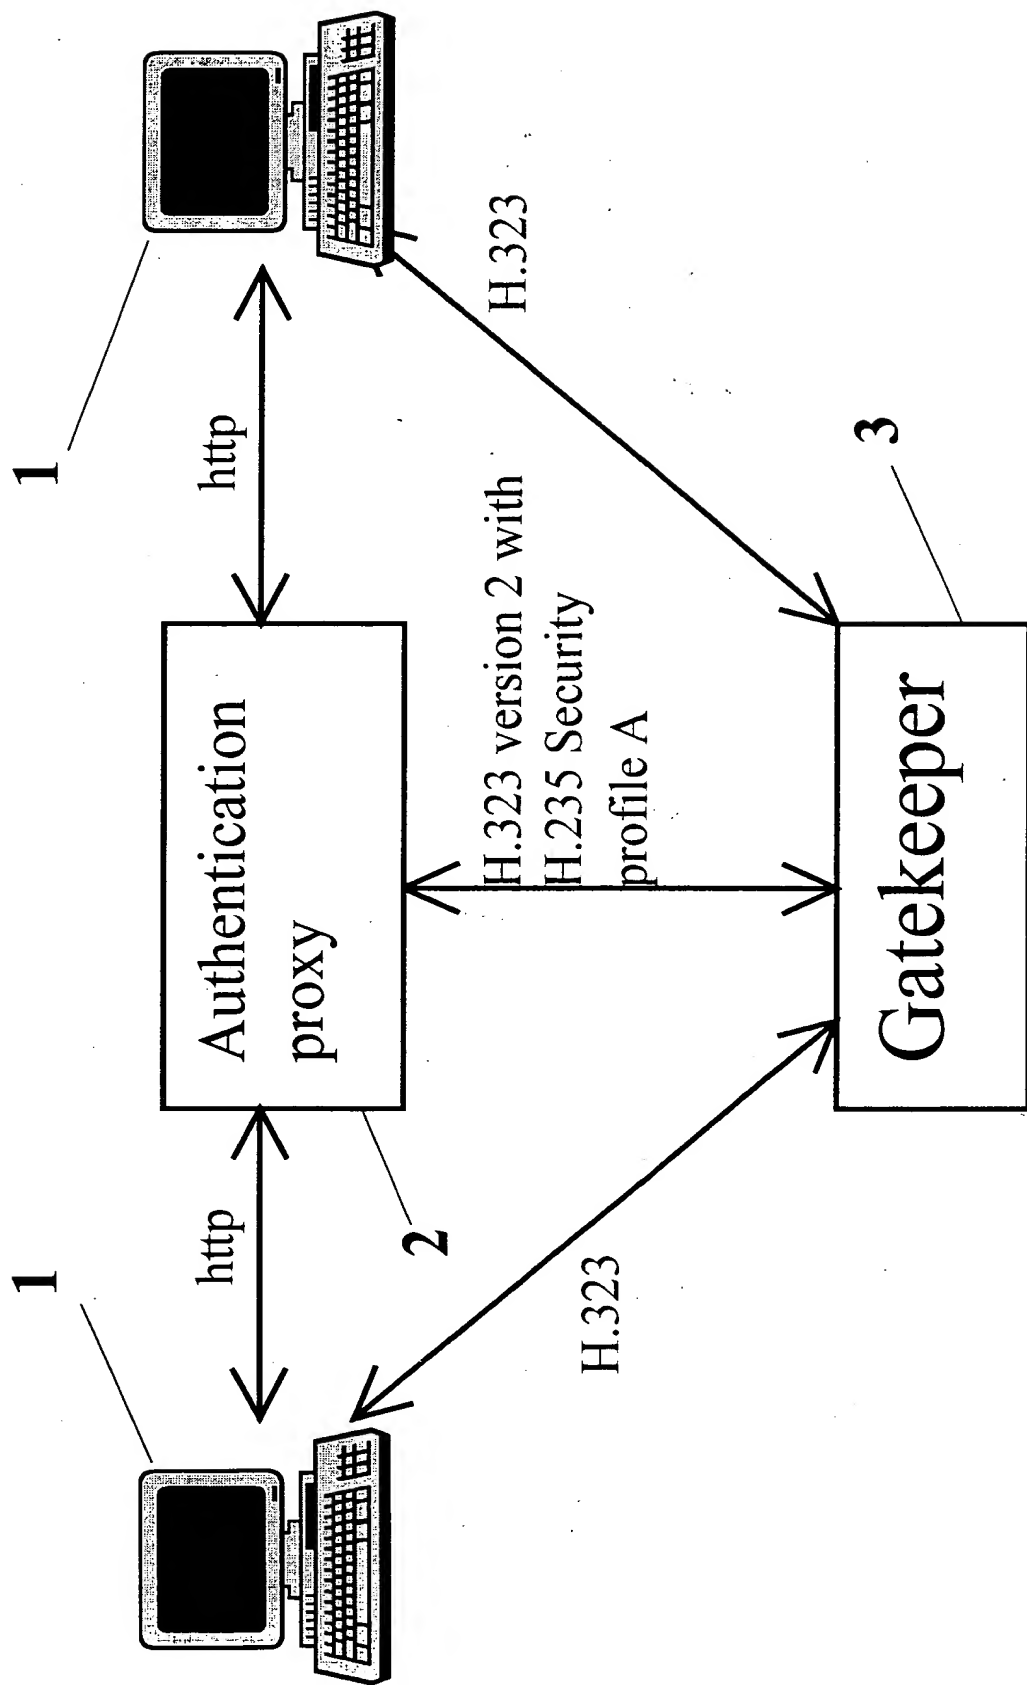 1
1
http
http
Authentication
proxy
2
H.323 version 2 with
H.235 Security
profile A
H.323
H.323
3
Gatekeeper